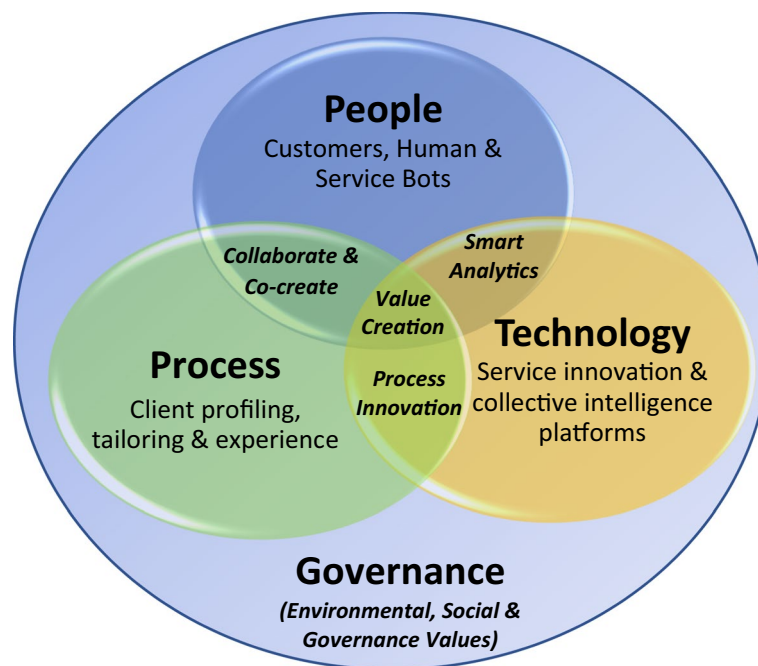 People
Customers, Human &
Service Bots
Collaborate &
Co-create
Smart
Analytics
Value
Creation
Process
Client profiling,
tailoring & experience
Process
Innovation
Technology
Service innovation &
collective intelligence
platforms
Governance
(Environmental, Social &
Governance Values)